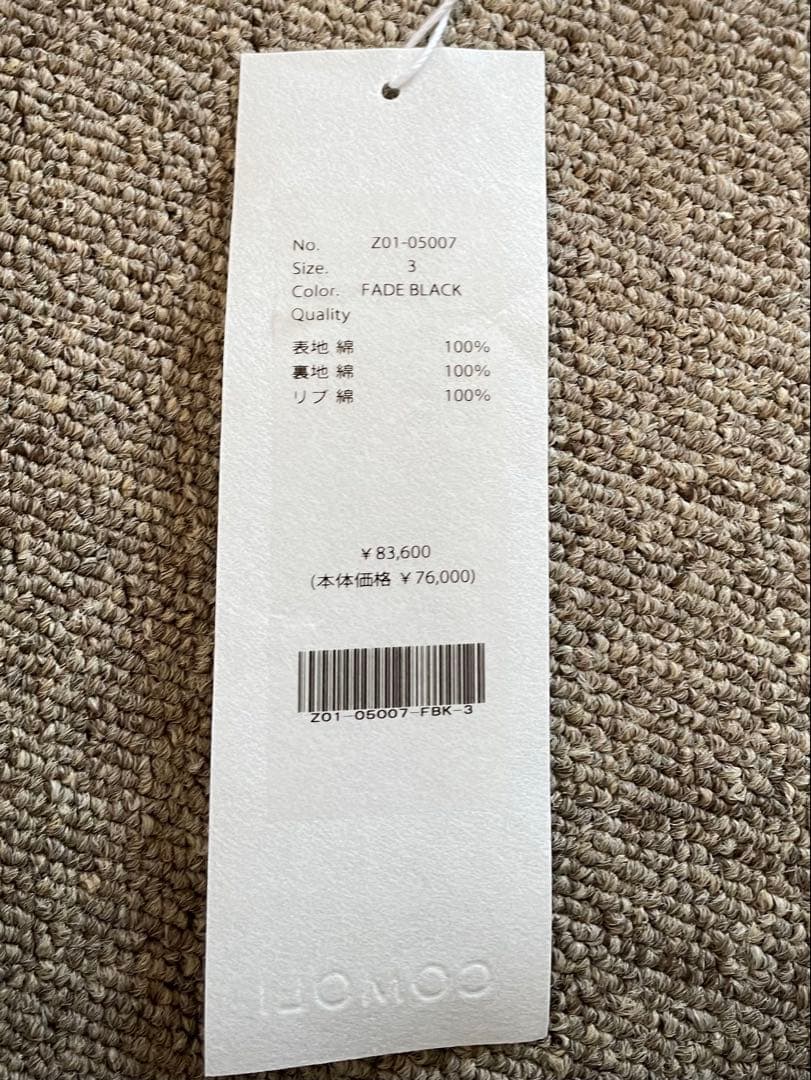 No. Z01-05007
Size. 3
Color. FADE BLACK
Quality
表地 綿 100%
裏地 綿 100%
リブ 綿 100%
￥83,600
(本体価格 ￥76,000)
Z01-05007-FBK-3
COMOLI